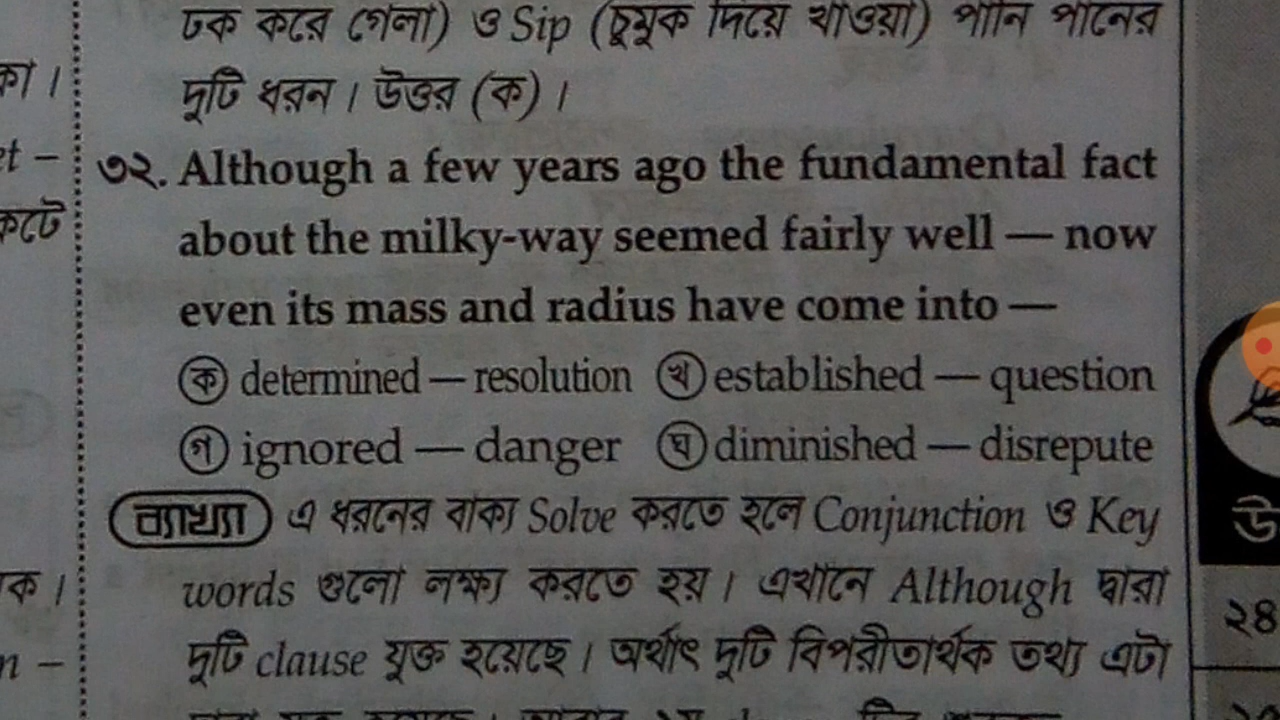 ঢক করে গেলা) ও Sip (চুমুক দিয়ে খাওয়া) পানি পানের
দুটি ধরন। উত্তর (ক)।
৩২. Although a few years ago the fundamental fact
about the milky-way seemed fairly well — now
even its mass and radius have come into —
ক determined — resolution খ established — question
গ ignored — danger ঘ diminished — disrepute
ব্যাখ্যা এ ধরনের বাক্য Solve করতে হলে Conjunction ও Key
words গুলো লক্ষ্য করতে হয়। এখানে Although দ্বারা
দুটি clause যুক্ত হয়েছে। অর্থাৎ দুটি বিপরীতার্থক তথ্য এটা
কা।
et –
ক।
n –
উ
২৪